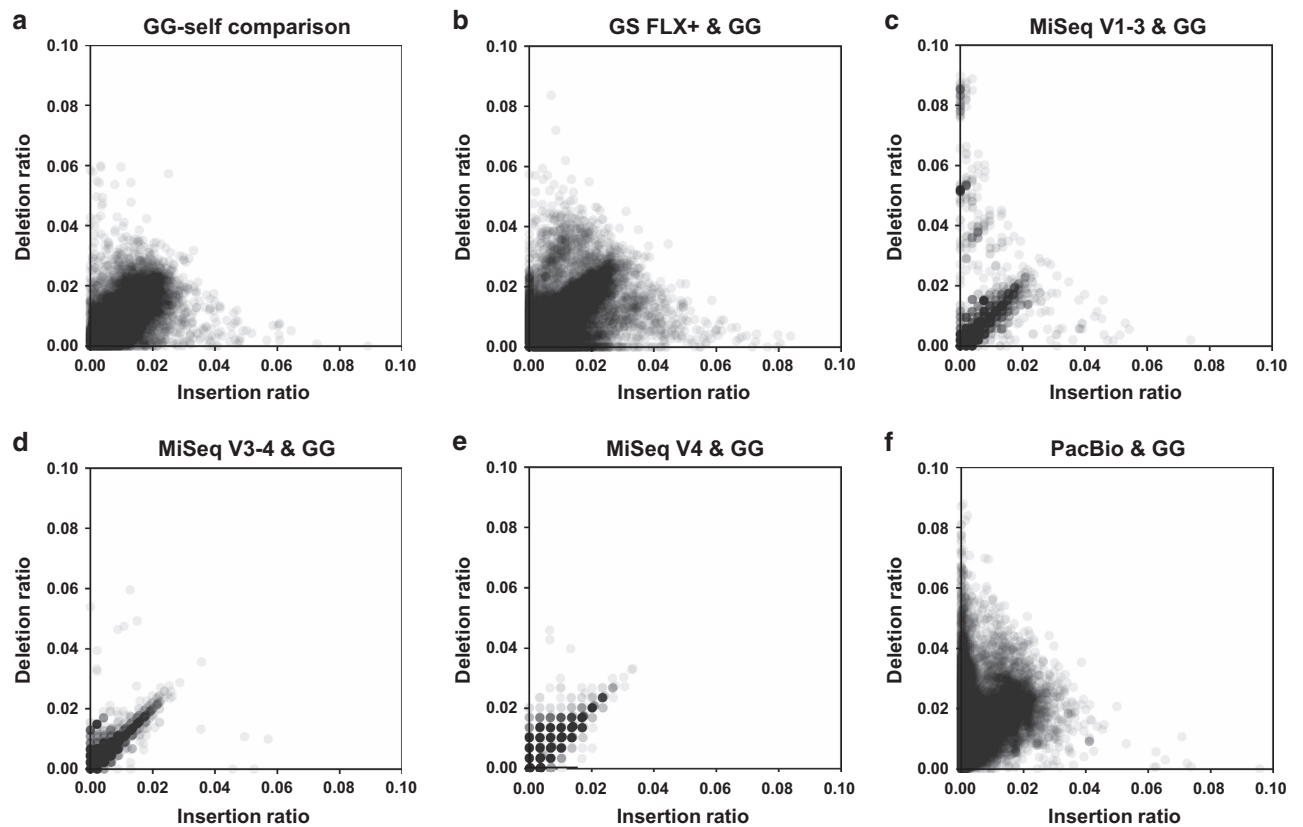 a GG-self comparison
0.10
0.08
0.06
0.04
0.02
0.00
Deletion ratio
0.00 0.02 0.04 0.06 0.08 0.10
Insertion ratio
b GS FLX+ & GG
0.10
0.08
0.06
0.04
0.02
0.00
Deletion ratio
0.00 0.02 0.04 0.06 0.08 0.10
Insertion ratio
c MiSeq V1-3 & GG
0.10
0.08
0.06
0.04
0.02
0.00
Deletion ratio
0.00 0.02 0.04 0.06 0.08 0.10
Insertion ratio
d MiSeq V3-4 & GG
0.10
0.08
0.06
0.04
0.02
0.00
Deletion ratio
0.00 0.02 0.04 0.06 0.08 0.10
Insertion ratio
e MiSeq V4 & GG
0.10
0.08
0.06
0.04
0.02
0.00
Deletion ratio
0.00 0.02 0.04 0.06 0.08 0.10
Insertion ratio
f PacBio & GG
0.10
0.08
0.06
0.04
0.02
0.00
Deletion ratio
0.00 0.02 0.04 0.06 0.08 0.10
Insertion ratio